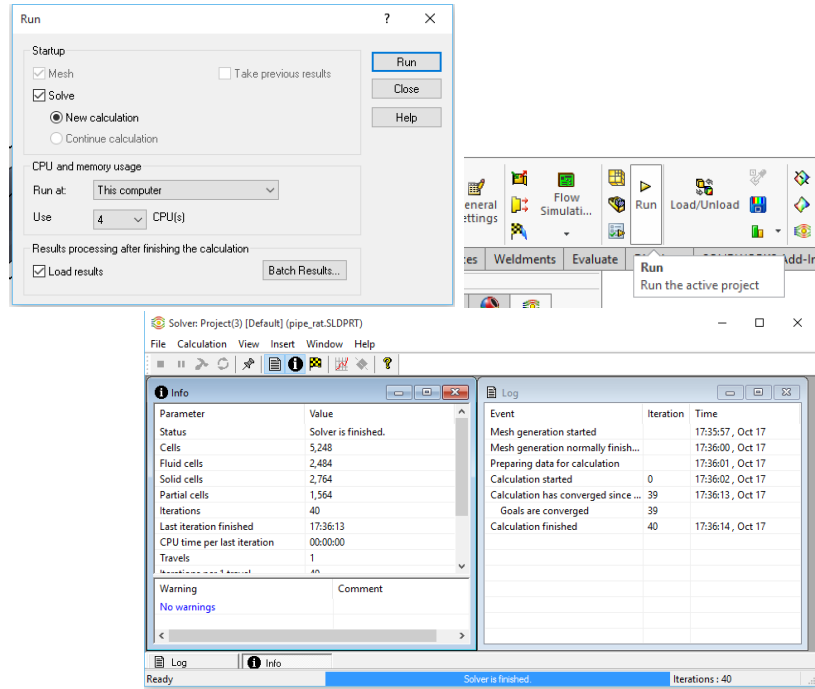 Run
?
Startup
Mesh
Take previous results
Solve
New calculation
Continue calculation
Run
Close
Help
CPU and memory usage
Run at:
This computer
Use
4
CPU(s)
Results processing after finishing the calculation
Load results
Batch Results...
Flow
Simulati...
Run
Load/Unload
Weldments
Evaluate
Run
Run the active project
Solver: Project(3) [Default] (pipe_rat.SLDPRT)
File Calculation View Insert Window Help
Info
Parameter Value
Status Solver is finished.
Cells 5,248
Fluid cells 2,484
Solid cells 2,764
Partial cells 1,564
Iterations 40
Last iteration finished 17:36:13
CPU time per last iteration 00:00:00
Travels 1
Iterations per 1 travel 40
Warning Comment
No warnings
Log
Event Iteration Time
Mesh generation started 17:35:57 , Oct 17
Mesh generation normally finish... 17:36:00 , Oct 17
Preparing data for calculation 17:36:01 , Oct 17
Calculation started 0 17:36:02 , Oct 17
Calculation has converged since ... 39 17:36:13 , Oct 17
Goals are converged 39
Calculation finished 40 17:36:14 , Oct 17
Log
Info
Ready
Solver is finished.
Iterations : 40